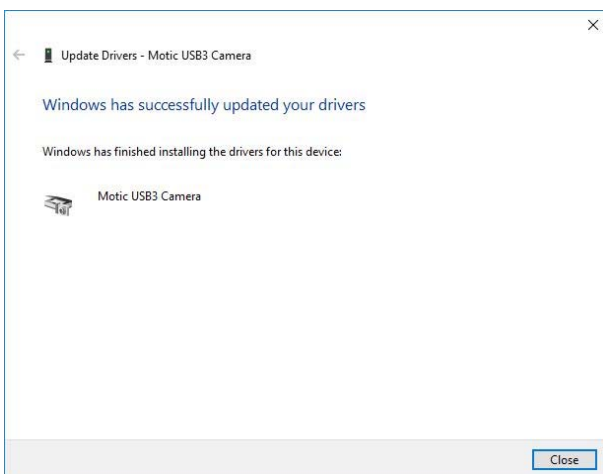 Update Drivers - Motic USB3 Camera
Windows has successfully updated your drivers
Windows has finished installing the drivers for this device:
Motic USB3 Camera
Close